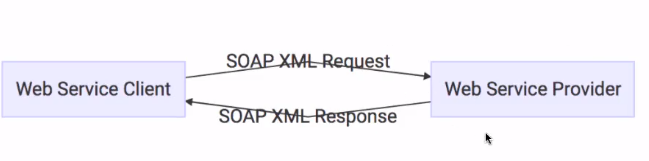 SOAP XML Request
Web Service Client
Web Service Provider
SOAP XML Response